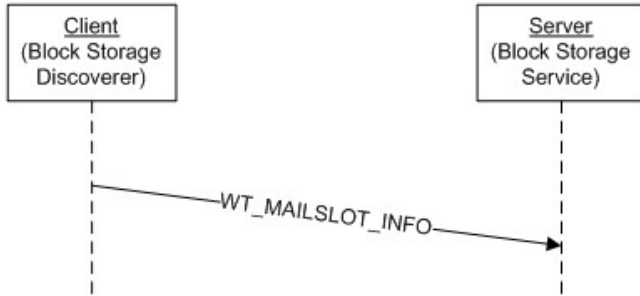 Client
(Block Storage
Discoverer)
Server
(Block Storage
Service)
WT_MAILSLOT_INFO